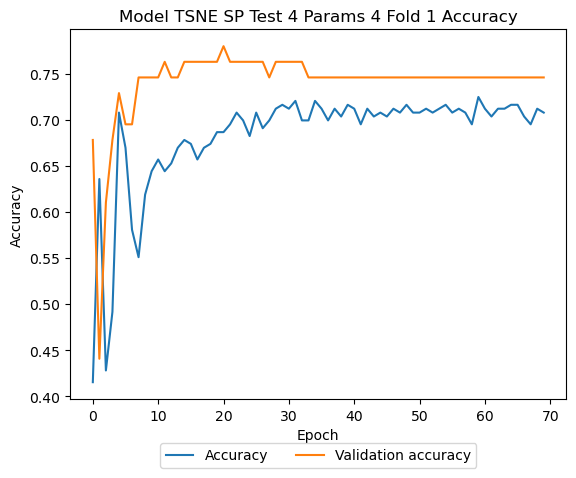 Model TSNE SP Test 4 Params 4 Fold 1 Accuracy
Accuracy
0.75
0.70
0.65
0.60
0.55
0.50
0.45
0.40
0 10 20 30 40 50 60 70
Epoch
Accuracy Validation accuracy